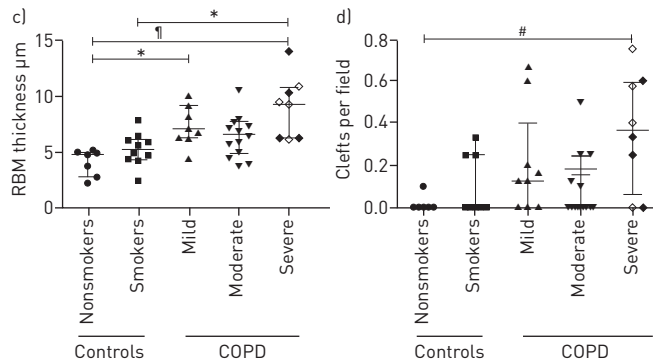 c)
*
¶
*
RBM thickness µm
15
10
5
0
Nonsmokers
Smokers
Mild
Moderate
Severe
Controls
COPD
d)
#
Clefts per field
0.8
0.6
0.4
0.2
0.0
Nonsmokers
Smokers
Mild
Moderate
Severe
Controls
COPD